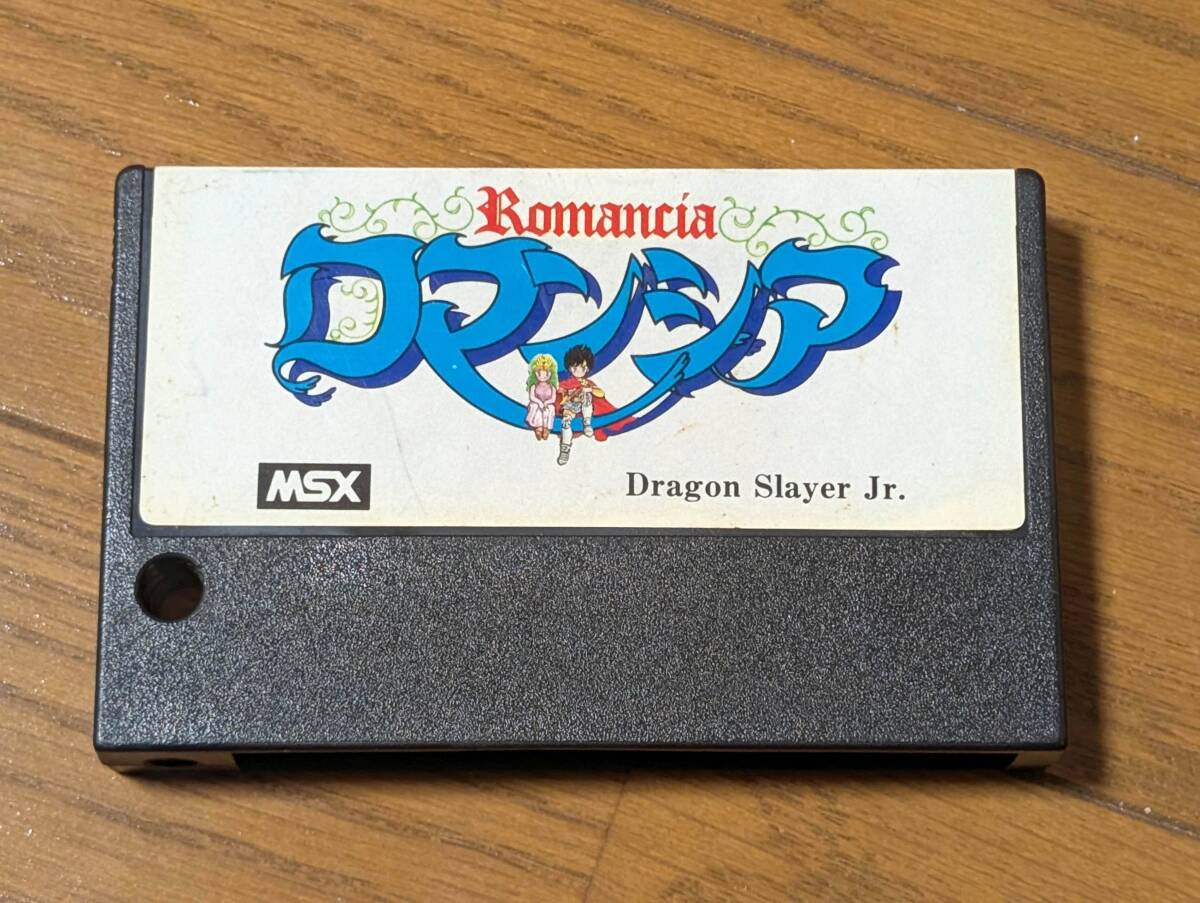 Romancia
ロマンシア
MSX
Dragon Slayer Jr.